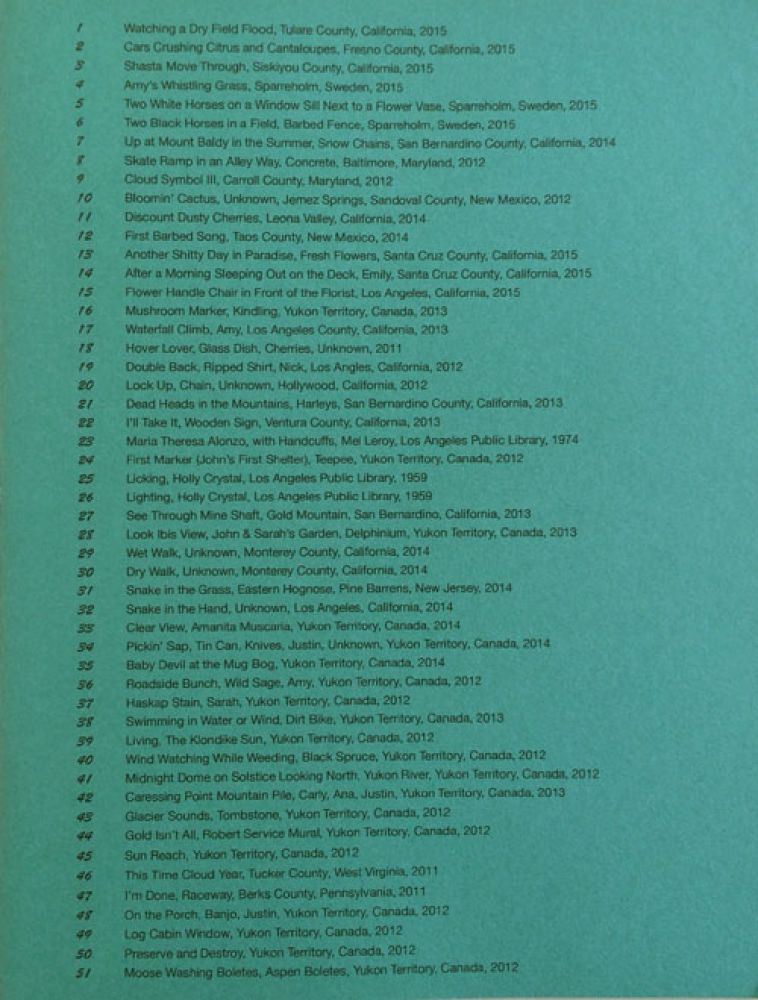 1 Watching a Dry Field Flood, Tulare County, California, 2015
2 Cars Crushing Citrus and Cantaloupes, Fresno County, California, 2015
3 Shasta Move Through, Siskiyou County, California, 2015
4 Amy's Whistling Grass, Sparreholm, Sweden, 2015
5 Two White Horses on a Window Sill Next to a Flower Vase, Sparreholm, Sweden, 2015
6 Two Black Horses in a Field, Barbed Fence, Sparreholm, Sweden, 2015
7 Up at Mount Baldy in the Summer, Snow Chains, San Bernardino County, California, 2014
8 Skate Ramp in an Alley Way, Concrete, Baltimore, Maryland, 2012
9 Cloud Symbol III, Carroll County, Maryland, 2012
10 Bloomin' Cactus, Unknown, Jemez Springs, Sandoval County, New Mexico, 2012
11 Discount Dusty Cherries, Leona Valley, California, 2014
12 First Barbed Song, Taos County, New Mexico, 2014
13 Another Shitty Day in Paradise, Fresh Flowers, Santa Cruz County, California, 2015
14 After a Morning Sleeping Out on the Deck, Emily, Santa Cruz County, California, 2015
15 Flower Handle Chair in Front of the Florist, Los Angeles, California, 2015
16 Mushroom Marker, Kindling, Yukon Territory, Canada, 2013
17 Waterfall Climb, Amy, Los Angeles County, California, 2013
18 Hover Lover, Glass Dish, Cherries, Unknown, 2011
19 Double Back, Ripped Shirt, Nick, Los Angles, California, 2012
20 Lock Up, Chain, Unknown, Hollywood, California, 2012
21 Dead Heads in the Mountains, Harleys, San Bernardino County, California, 2013
22 I'll Take It, Wooden Sign, Ventura County, California, 2013
23 Maria Theresa Alonzo, with Handcuffs, Mel Leroy, Los Angeles Public Library, 1974
24 First Marker (John's First Shelter), Teepee, Yukon Territory, Canada, 2012
25 Licking, Holly Crystal, Los Angeles Public Library, 1959
26 Lighting, Holly Crystal, Los Angeles Public Library, 1959
27 See Through Mine Shaft, Gold Mountain, San Bernardino, California, 2013
28 Look Ibis View, John & Sarah's Garden, Delphinium, Yukon Territory, Canada, 2013
29 Wet Walk, Unknown, Monterey County, California, 2014
30 Dry Walk, Unknown, Monterey County, California, 2014
31 Snake in the Grass, Eastern Hognose, Pine Barrens, New Jersey, 2014
32 Snake in the Hand, Unknown, Los Angeles, California, 2014
33 Clear View, Amanita Muscaria, Yukon Territory, Canada, 2014
34 Pickin' Sap, Tin Can, Knives, Justin, Unknown, Yukon Territory, Canada, 2014
35 Baby Devil at the Mug Bog, Yukon Territory, Canada, 2014
36 Roadside Bunch, Wild Sage, Amy, Yukon Territory, Canada, 2012
37 Haskap Stain, Sarah, Yukon Territory, Canada, 2012
38 Swimming in Water or Wind, Dirt Bike, Yukon Territory, Canada, 2013
39 Living, The Klondike Sun, Yukon Territory, Canada, 2012
40 Wind Watching While Weeding, Black Spruce, Yukon Territory, Canada, 2012
41 Midnight Dome on Solstice Looking North, Yukon River, Yukon Territory, Canada, 2012
42 Caressing Point Mountain Pile, Carly, Ana, Justin, Yukon Territory, Canada, 2013
43 Glacier Sounds, Tombstone, Yukon Territory, Canada, 2012
44 Gold Isn't All, Robert Service Mural, Yukon Territory, Canada, 2012
45 Sun Reach, Yukon Territory, Canada, 2012
46 This Time Cloud Year, Tucker County, West Virginia, 2011
47 I'm Done, Raceway, Berks County, Pennsylvania, 2011
48 On the Porch, Banjo, Justin, Yukon Territory, Canada, 2012
49 Log Cabin Window, Yukon Territory, Canada, 2012
50 Preserve and Destroy, Yukon Territory, Canada, 2012
51 Moose Washing Boletes, Aspen Boletes, Yukon Territory, Canada, 2012